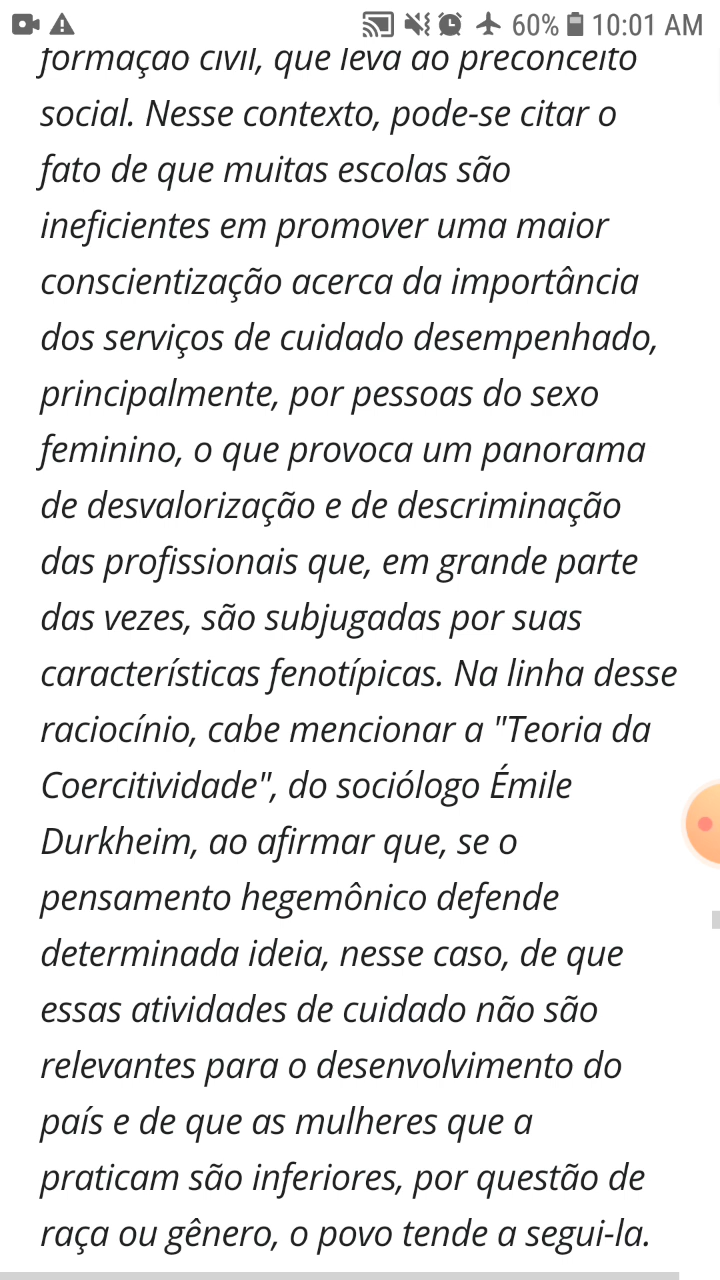 60% 10:01 AM
formação civil, que leva ao preconceito
social. Nesse contexto, pode-se citar o
fato de que muitas escolas são
ineficientes em promover uma maior
conscientização acerca da importância
dos serviços de cuidado desempenhado,
principalmente, por pessoas do sexo
feminino, o que provoca um panorama
de desvalorização e de descriminação
das profissionais que, em grande parte
das vezes, são subjugadas por suas
características fenotípicas. Na linha desse
raciocínio, cabe mencionar a "Teoria da
Coercitividade", do sociólogo Émile
Durkheim, ao afirmar que, se o
pensamento hegemônico defende
determinada ideia, nesse caso, de que
essas atividades de cuidado não são
relevantes para o desenvolvimento do
país e de que as mulheres que a
praticam são inferiores, por questão de
raça ou gênero, o povo tende a segui-la.